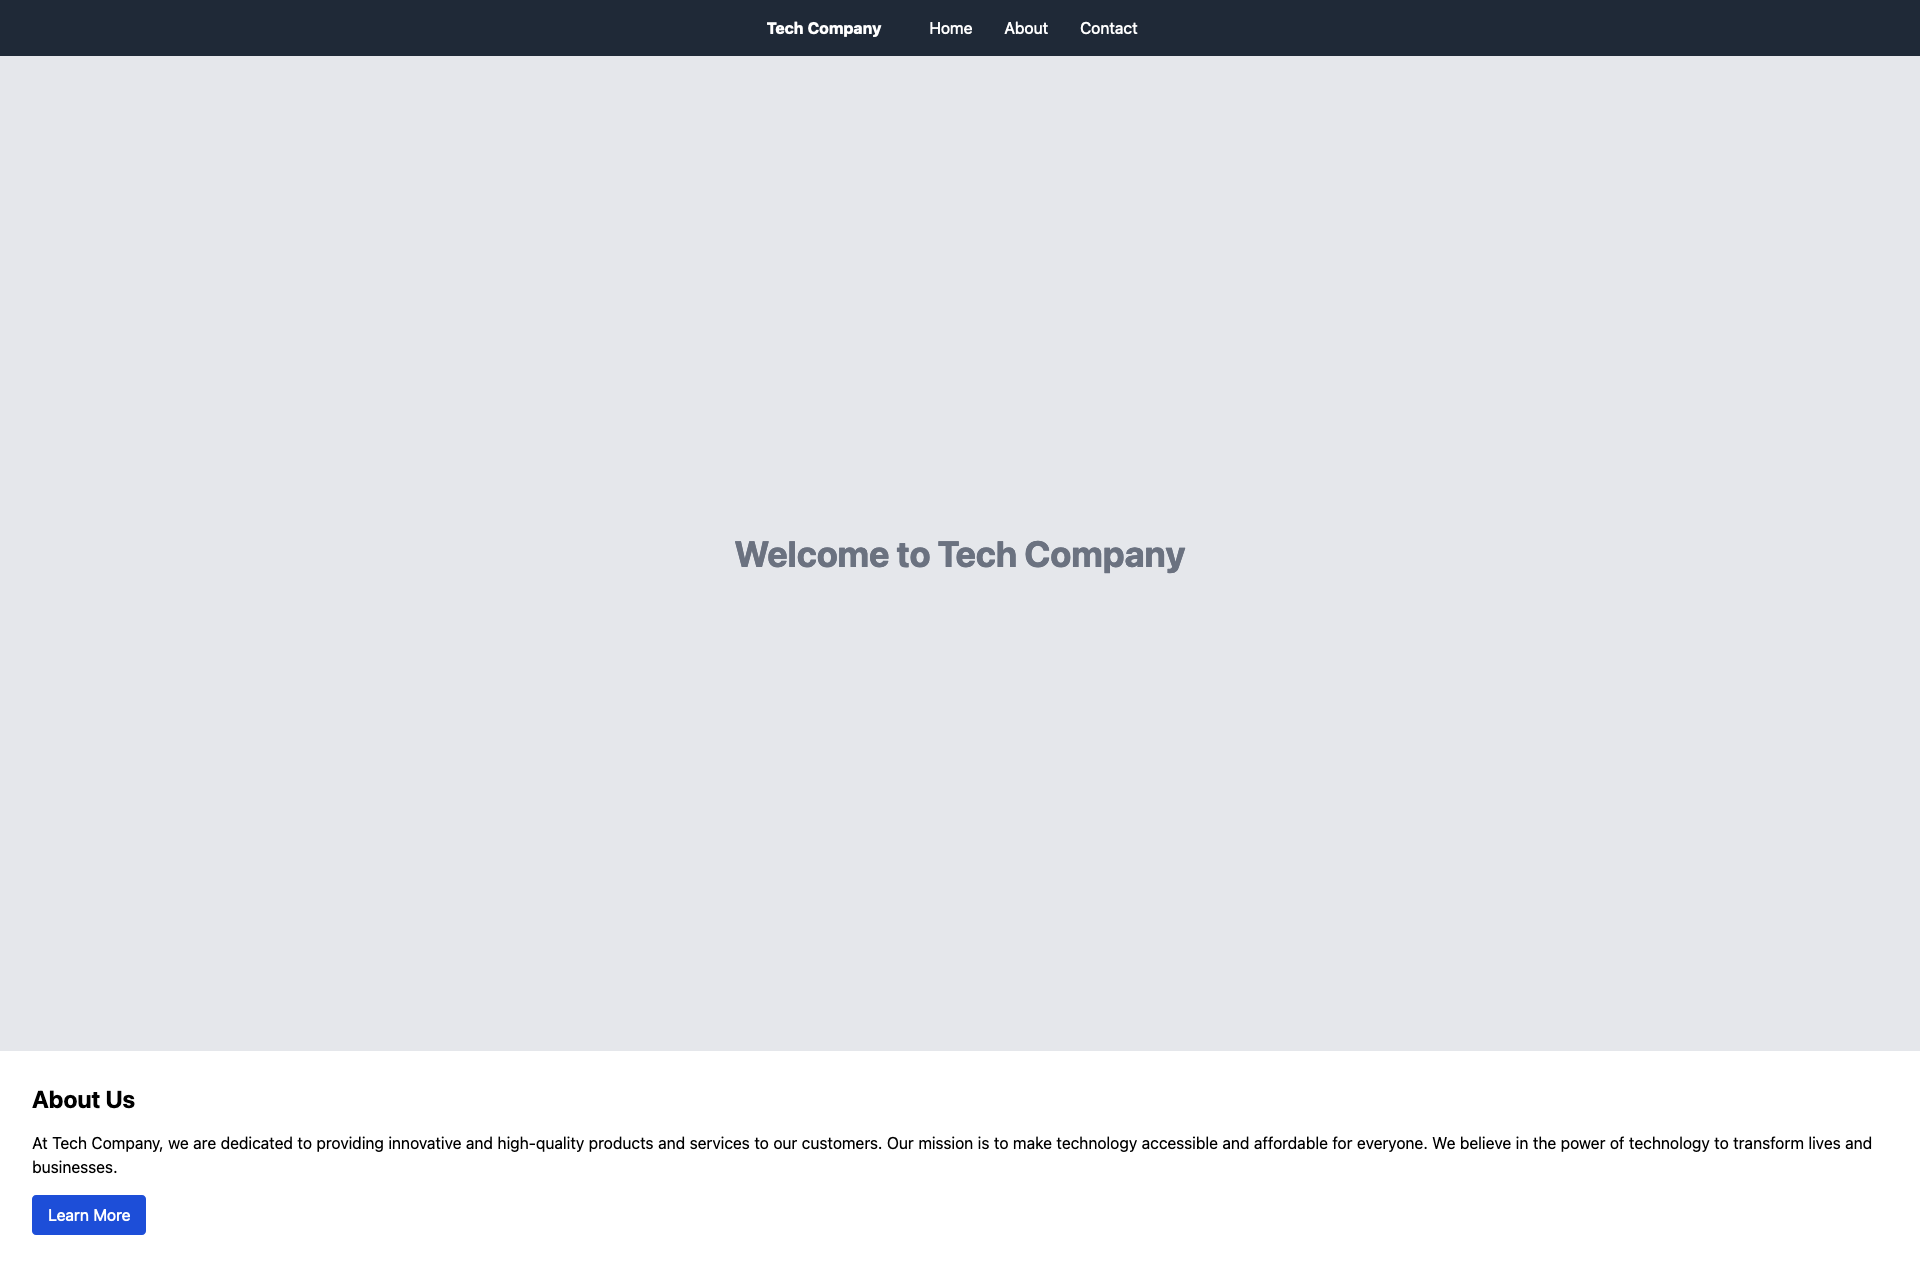 Tech Company Home About Contact
Welcome to Tech Company
About Us
At Tech Company, we are dedicated to providing innovative and high-quality products and services to our customers. Our mission is to make technology accessible and affordable for everyone. We believe in the power of technology to transform lives and
businesses.
Learn More